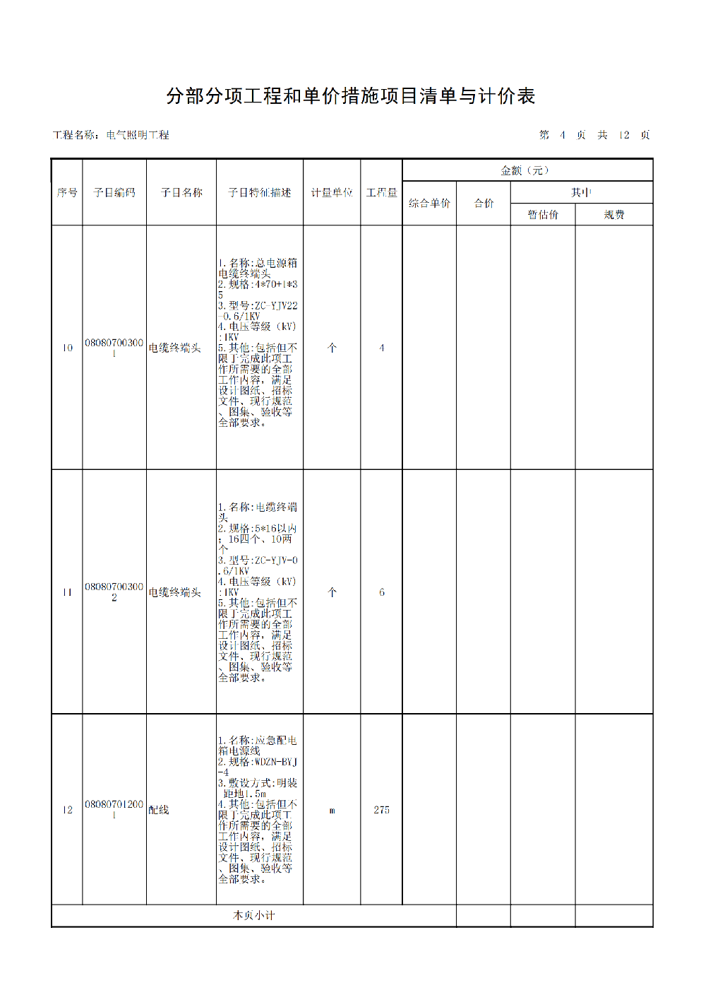 分部分项工程和单价措施项目清单与计价表
工程名称：电气照明工程
第 4 页 共 12 页
序号 子目编码 子目名称 子目特征描述 计量单位 工程量 金额（元）
综合单价 合价 其中
暂估价 规费
10
08080700300
1
电缆终端头
1.名称:总电源箱
电缆终端头
2.规格:4*70+1*3
5
3.型号:ZC-YJV22
-0.6/1KV
4.电压等级（kV）
:1KV
5.其他:包括但不
限于完成此项工
作所需要的全部
工作内容，满足
设计图纸、招标
文件、现行规范
、图集、验收等
全部要求。
个
4
11
08080700300
2
电缆终端头
1.名称:电缆终端
头
2.规格:5*16以内
；16四个、10两
个
3.型号:ZC-YJV-0
.6/1KV
4.电压等级（kV）
:1KV
5.其他:包括但不
限于完成此项工
作所需要的全部
工作内容，满足
设计图纸、招标
文件、现行规范
、图集、验收等
全部要求。
个
6
12
08080701200
1
配线
1.名称:应急配电
箱电源线
2.规格:WDZN-BYJ
-4
3.敷设方式:明装
 距地1.5m
4.其他:包括但不
限于完成此项工
作所需要的全部
工作内容，满足
设计图纸、招标
文件、现行规范
、图集、验收等
全部要求。
m
275
本页小计